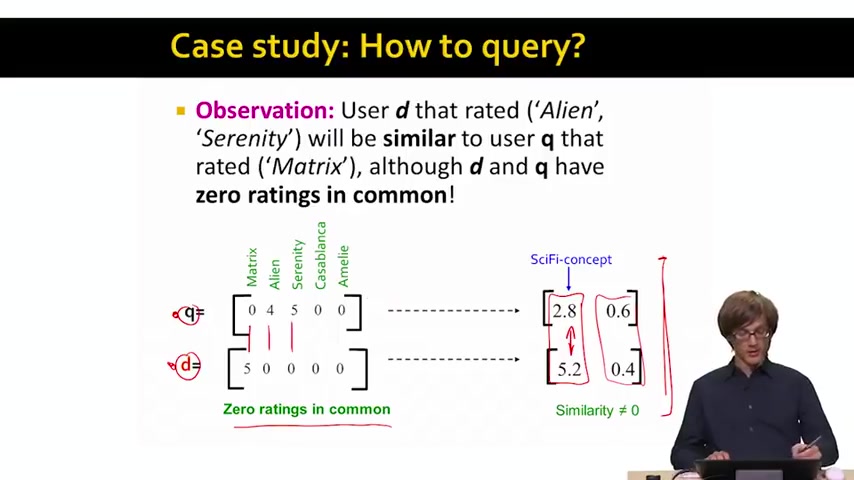 Case study: How to query?
Observation: User d that rated (‘Alien’,
‘Serenity’) will be similar to user q that
rated (‘Matrix’), although d and q have
zero ratings in common!
Matrix
Alien
Serenity
Casablanca
Amelie
SciFi-concept
q= 0 4 5 0 0 2.8 0.6
d= 5 0 0 0 0 5.2 0.4
Zero ratings in common
Similarity ≠ 0